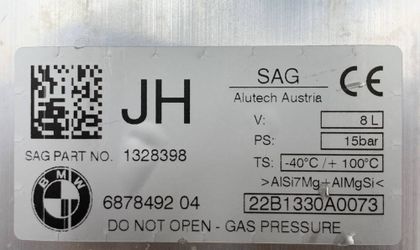 JH
SAG
Alutech Austria
CE
V: 8 L
PS: 15bar
SAG PART NO. 1328398
TS: -40°C / + 100°C
>AlSi7Mg+AlMgSi<
BMW
6878492 04
22B1330A0073
DO NOT OPEN - GAS PRESSURE